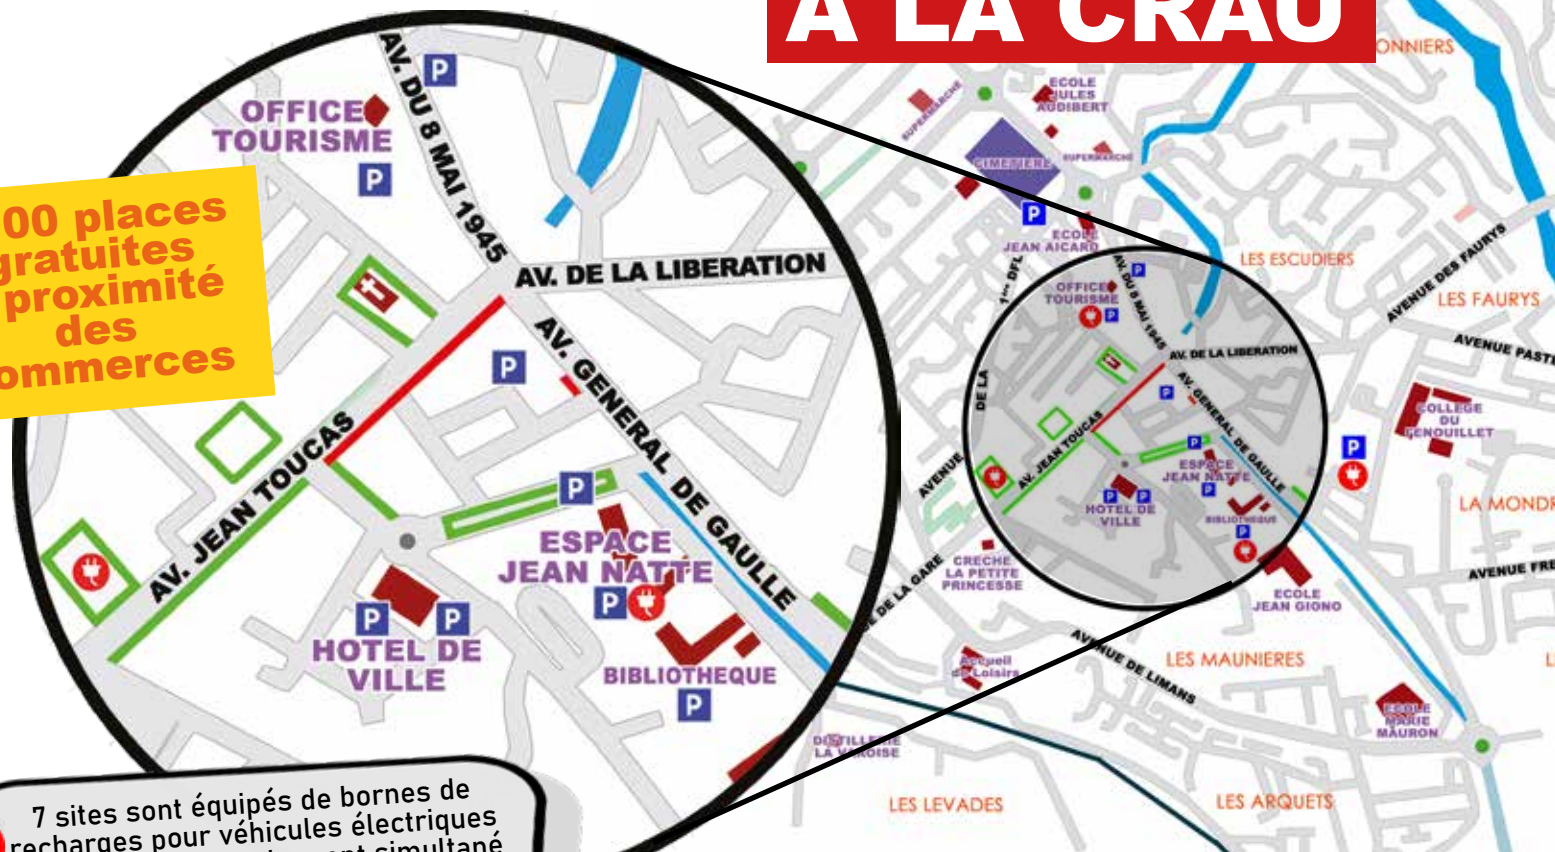 A LA CRAU
00 places
gratuites
proximité
des
ommerces
OFFICE
TOURISME
P
P
AV. DU 8 MAI 1945
AV. DE LA LIBERATION
P
AV. GENERAL DE GAULLE
AV. JEAN TOUCAS
P
ESPACE
JEAN NATTE
P
P
P
HOTEL DE
VILLE
BIBLIOTHEQUE
P
7 sites sont équipés de bornes de
recharges pour véhicules électriques
simultané
ONNIERS
SUPERMARCHE
ECOLE
JULES
AUDIBERT
CIMETIERE
SUPERMARCHE
P
ECOLE
JEAN AICARD
1ère DFL
DE LA
AVENUE
LES ESCUDIERS
AVENUE DES FAURYS
LES FAURYS
AVENUE PAST
P
OFFICE
TOURISME
P
AV. DU 8 MAI 1945
AV. DE LA LIBERATION
P
AV. GENERAL DE GAULLE
AV. JEAN TOUCAS
P
ESPACE
JEAN NATTE
P
P
P
HOTEL DE
VILLE
BIBLIOTHEQUE
P
P
COLLEGE
DU
FENOUILLET
LA MONDR
AVENUE FRE
CRECHE
LA PETITE
PRINCESSE
E DE LA GARE
ECOLE
JEAN GIONO
AVENUE DE LIMANS
LES MAUNIERES
L
Accueil
de Loisirs
ECOLE
MARIE
MAURON
DISTILLERIE
LA VAROISE
LES LEVADES
LES ARQUETS